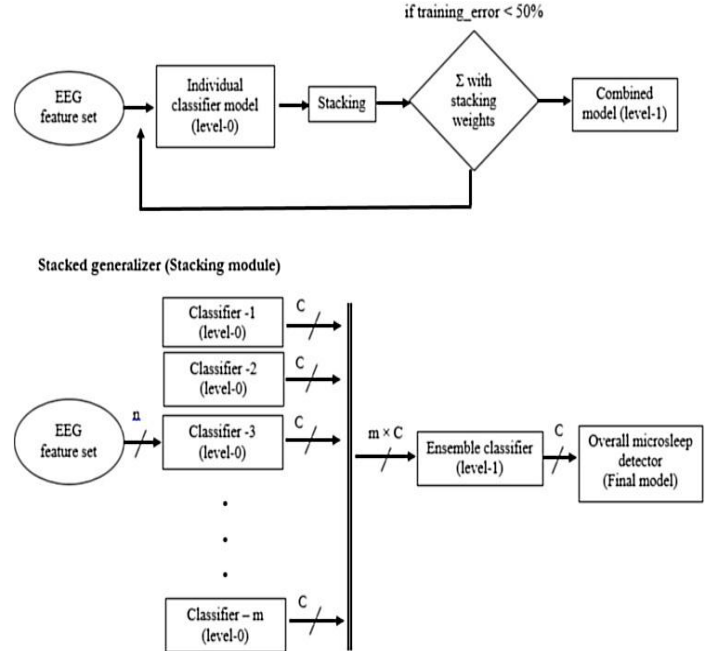 if training_error < 50%
EEG
feature set
Individual
classifier model
(level-0)
Stacking
Σ with
stacking
weights
Combined
model (level-1)
Stacked generalizer (Stacking module)
EEG
feature set
n
Classifier -1
(level-0)
C
Classifier -2
(level-0)
C
Classifier -3
(level-0)
C
Classifier – m
(level-0)
C
m × C
Ensemble classifier
(level-1)
C
Overall microsleep
detector
(Final model)